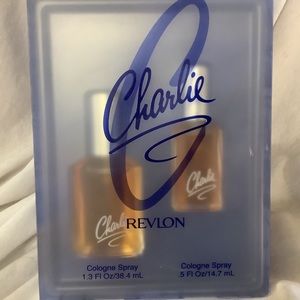 Charlie
Charlie
Charlie
REVLON
Cologne Spray
1.3 Fl Oz/38.4 mL
Cologne Spray
.5 Fl Oz/14.7 mL